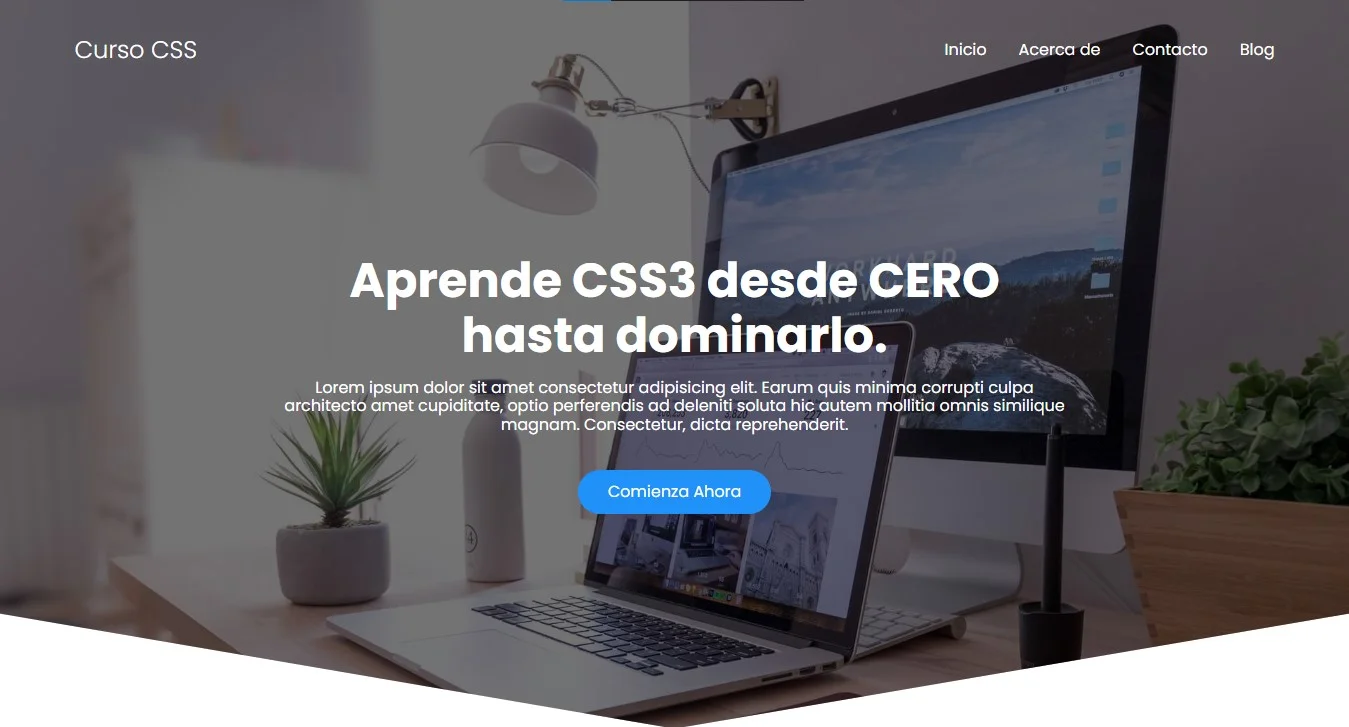 Curso CSS
Inicio Acerca de Contacto Blog
Aprende CSS3 desde CERO
hasta dominarlo.
Lorem ipsum dolor sit amet consectetur adipisicing elit. Earum quis minima corrupti culpa
architecto amet cupiditate, optio perferendis ad deleniti soluta hic autem mollitia omnis similique
magnam. Consectetur, dicta reprehenderit.
Comienza Ahora